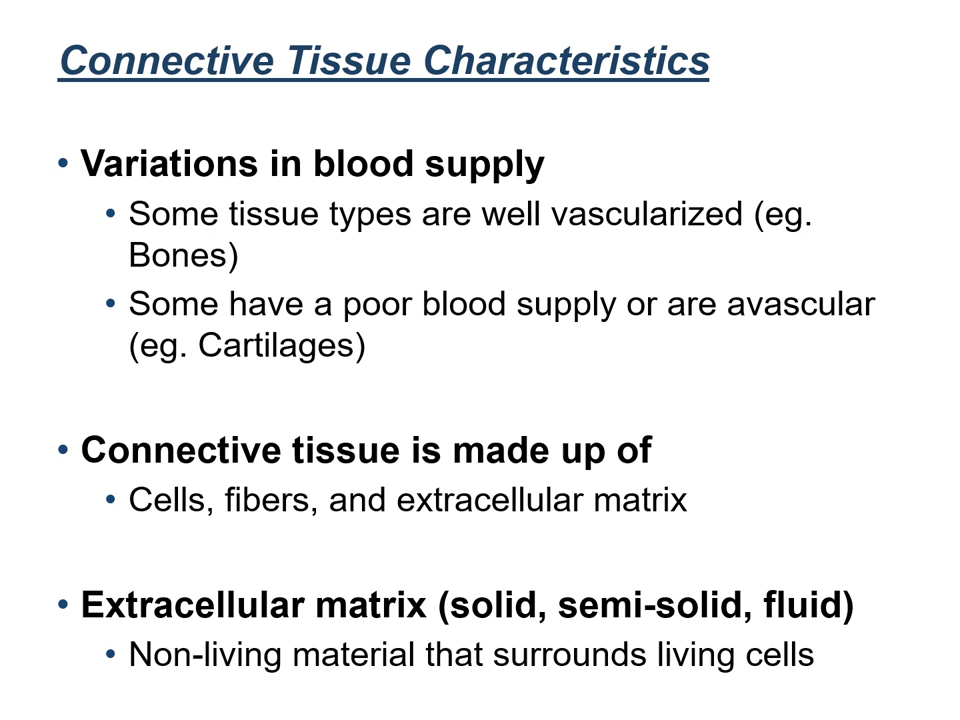 Connective Tissue Characteristics
• Variations in blood supply
• Some tissue types are well vascularized (eg.
Bones)
• Some have a poor blood supply or are avascular
(eg. Cartilages)
• Connective tissue is made up of
• Cells, fibers, and extracellular matrix
• Extracellular matrix (solid, semi-solid, fluid)
• Non-living material that surrounds living cells